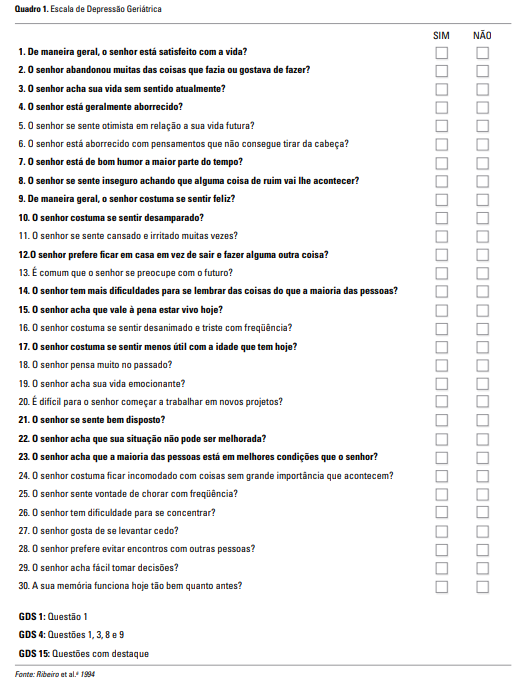 Quadro 1. Escala de Depressão Geriátrica
SIM NÃO
1. De maneira geral, o senhor está satisfeito com a vida?
2. O senhor abandonou muitas das coisas que fazia ou gostava de fazer?
3. O senhor acha sua vida sem sentido atualmente?
4. O senhor está geralmente aborrecido?
5. O senhor se sente otimista em relação a sua vida futura?
6. O senhor está aborrecido com pensamentos que não consegue tirar da cabeça?
7. O senhor está de bom humor a maior parte do tempo?
8. O senhor se sente inseguro achando que alguma coisa de ruim vai lhe acontecer?
9. De maneira geral, o senhor costuma se sentir feliz?
10. O senhor costuma se sentir desamparado?
11. O senhor se sente cansado e irritado muitas vezes?
12.O senhor prefere ficar em casa em vez de sair e fazer alguma outra coisa?
13. É comum que o senhor se preocupe com o futuro?
14. O senhor tem mais dificuldades para se lembrar das coisas do que a maioria das pessoas?
15. O senhor acha que vale à pena estar vivo hoje?
16. O senhor costuma se sentir desanimado e triste com freqüência?
17. O senhor costuma se sentir menos útil com a idade que tem hoje?
18. O senhor pensa muito no passado?
19. O senhor acha sua vida emocionante?
20. É difícil para o senhor começar a trabalhar em novos projetos?
21. O senhor se sente bem disposto?
22. O senhor acha que sua situação não pode ser melhorada?
23. O senhor acha que a maioria das pessoas está em melhores condições que o senhor?
24. O senhor costuma ficar incomodado com coisas sem grande importância que acontecem?
25. O senhor sente vontade de chorar com freqüência?
26. O senhor tem dificuldade para se concentrar?
27. O senhor gosta de se levantar cedo?
28. O senhor prefere evitar encontros com outras pessoas?
29. O senhor acha fácil tomar decisões?
30. A sua memória funciona hoje tão bem quanto antes?
GDS 1: Questão 1
GDS 4: Questões 1, 3, 8 e 9
GDS 15: Questões com destaque
Fonte: Ribeiro et al.ª 1994